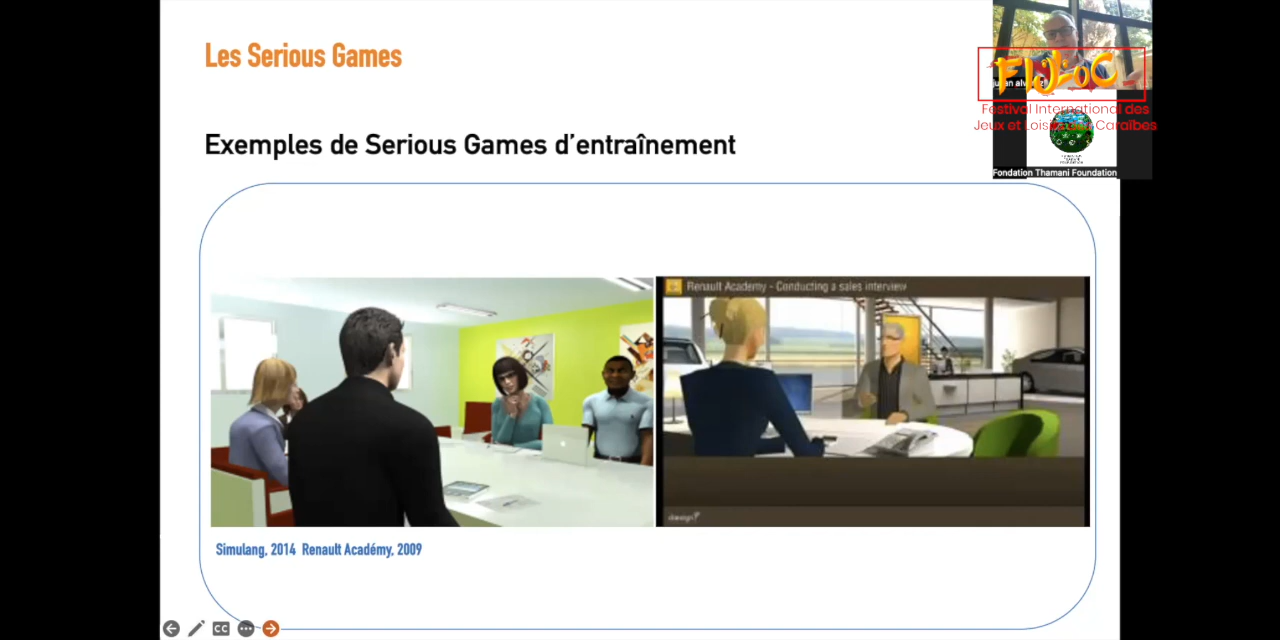 Les Serious Games
Exemples de Serious Games d'entraînement
FIJLOC
Festival International des
Jeux et Loisirs des Caraïbes
Fondation Thamani Foundation
Renault Academy - Conducting a sales interview
Simulang, 2014 Renault Académy, 2009
CC